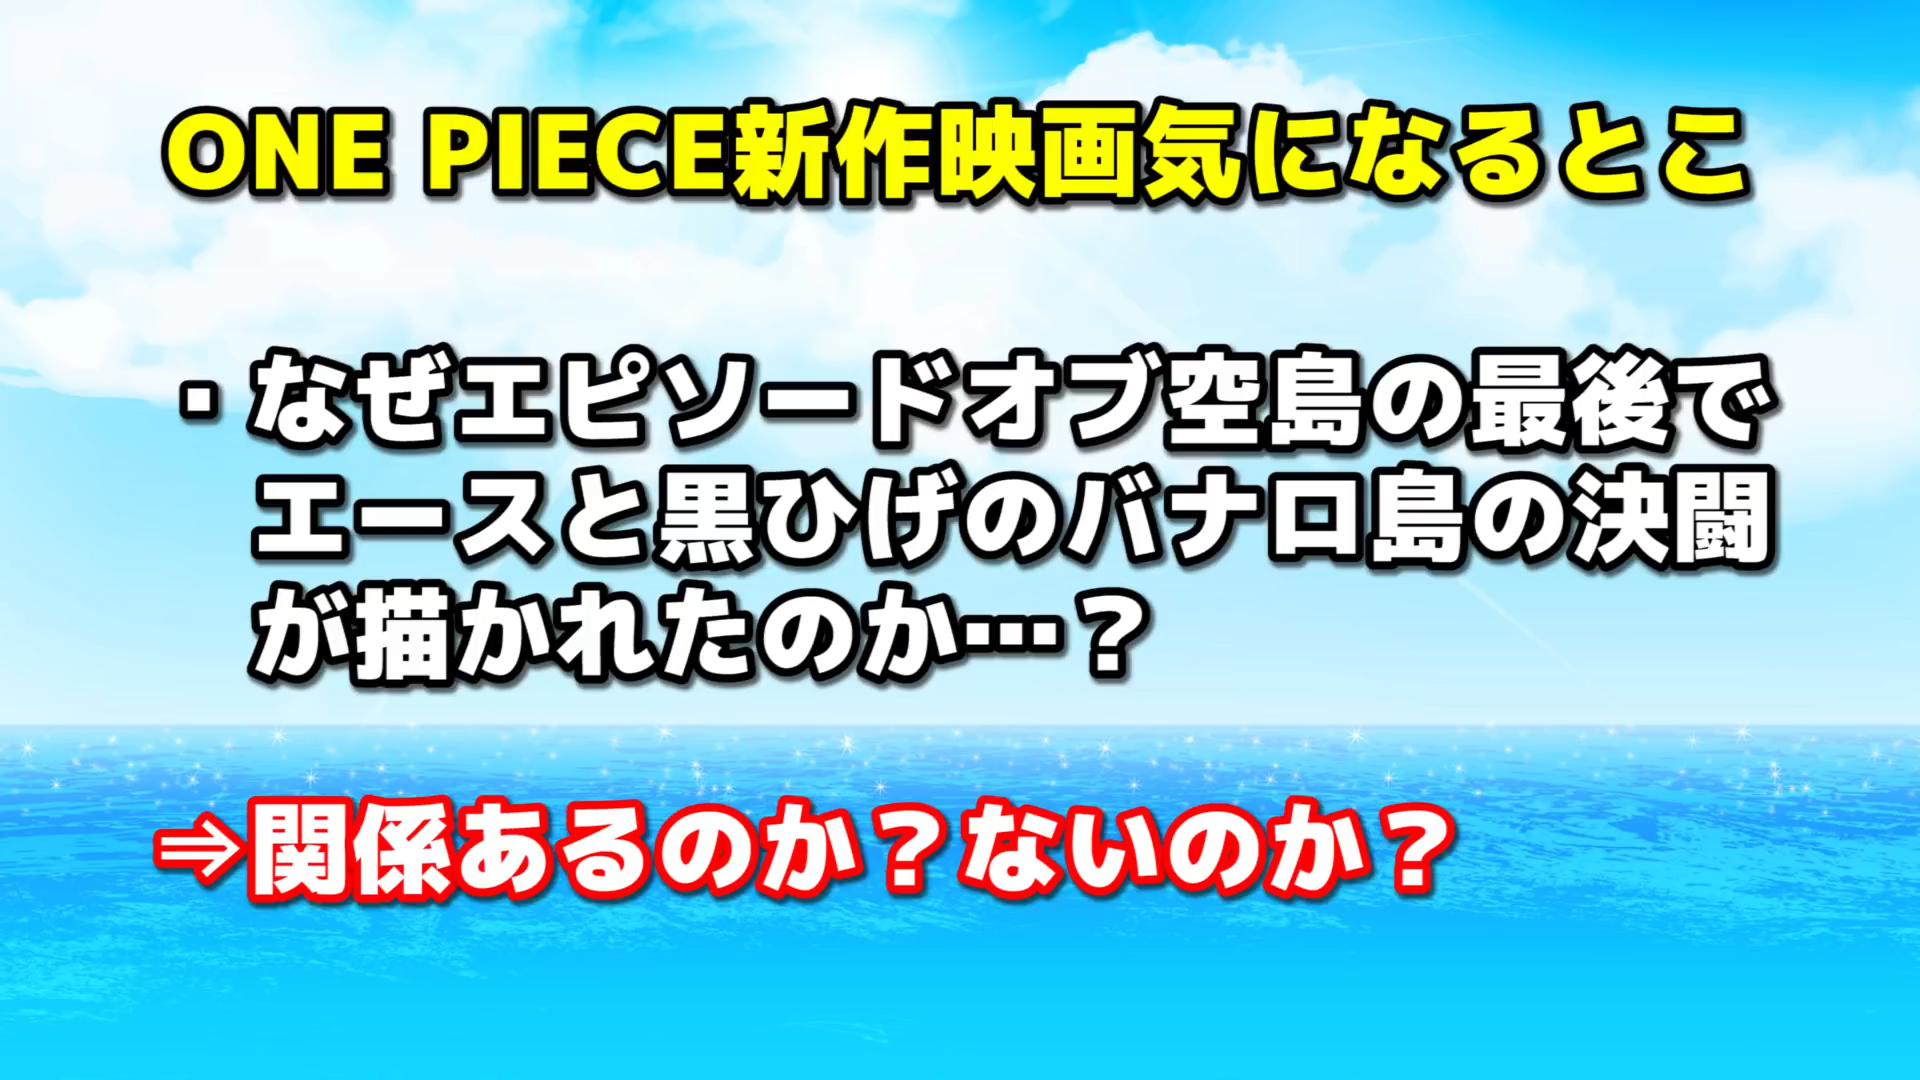 ONE PIECE新作映画気になるとこ
・なぜエピソードオブ空島の最後で
エースと黒ひげのバナロ島の決闘
が描かれたのか…？
⇒関係あるのか？ないのか？